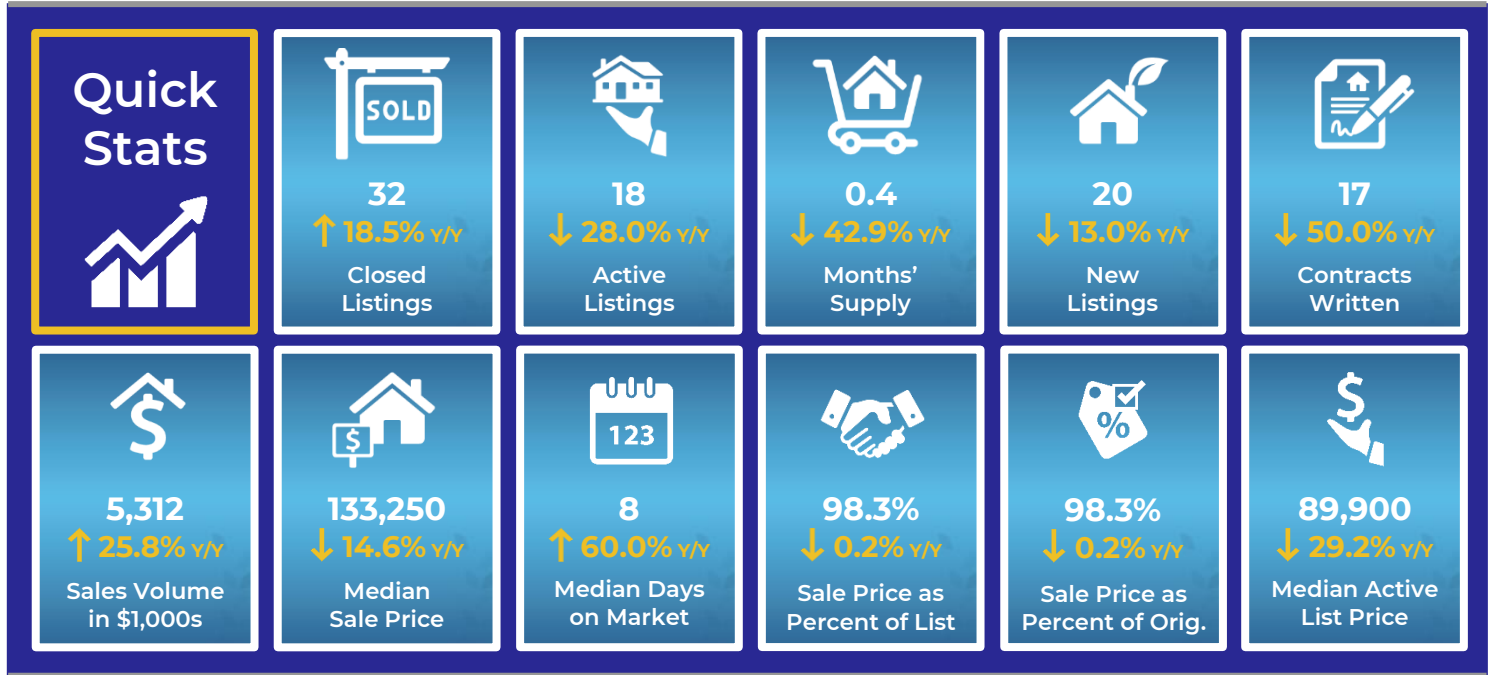 Quick
Stats
SOLD
32
↑ 18.5% Y/Y
Closed
Listings
18
↓ 28.0% Y/Y
Active
Listings
0.4
↓ 42.9% Y/Y
Months’
Supply
20
↓ 13.0% Y/Y
New
Listings
17
↓ 50.0% Y/Y
Contracts
Written
$
5,312
↑ 25.8% Y/Y
Sales Volume
in $1,000s
$
133,250
↓ 14.6% Y/Y
Median
Sale Price
123
8
↑ 60.0% Y/Y
Median Days
on Market
98.3%
↓ 0.2% Y/Y
Sale Price as
Percent of List
%
98.3%
↓ 0.2% Y/Y
Sale Price as
Percent of Orig.
$
89,900
↓ 29.2% Y/Y
Median Active
List Price